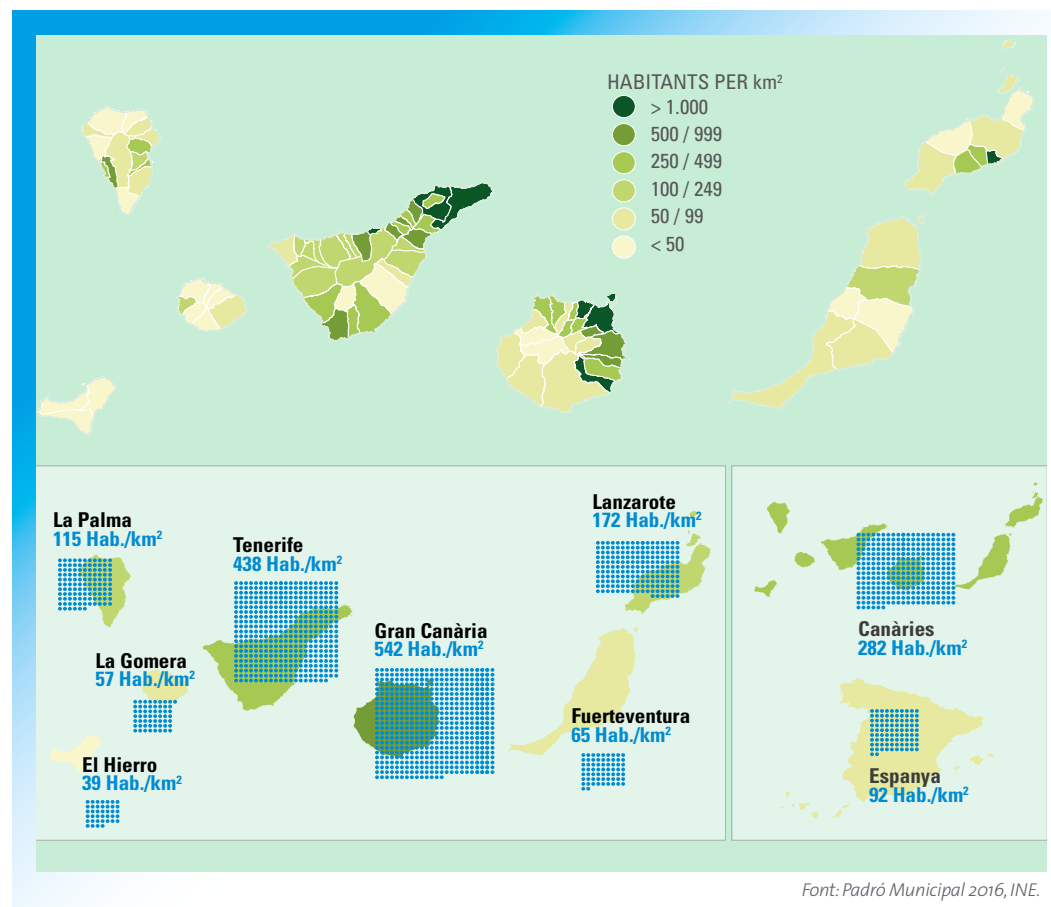 HABITANTS PER km²
> 1.000
500 / 999
250 / 499
100 / 249
50 / 99
< 50
La Palma
115 Hab./km²
Tenerife
438 Hab./km²
Lanzarote
172 Hab./km²
Gran Canària
542 Hab./km²
La Gomera
57 Hab./km²
Fuerteventura
65 Hab./km²
El Hierro
39 Hab./km²
Canàries
282 Hab./km²
Espanya
92 Hab./km²
Font: Padró Municipal 2016, INE.